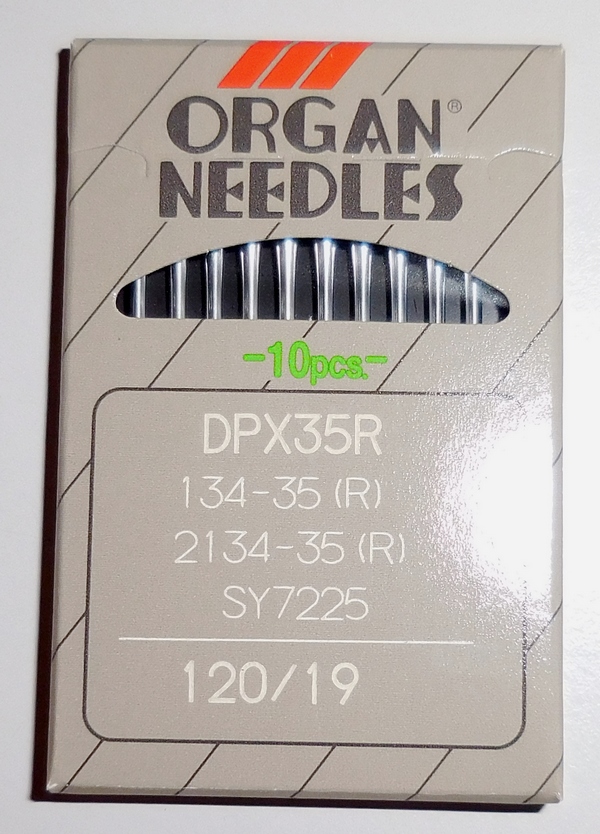 ORGAN®
NEEDLES
-10pcs.-
DPX35R
134-35 (R)
2134-35 (R)
SY7225
120/19